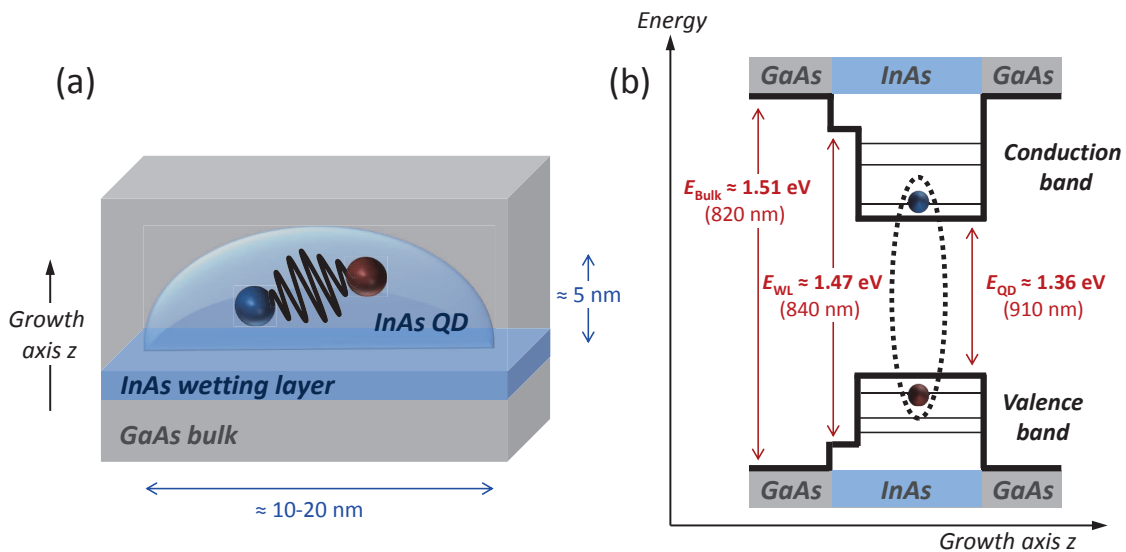 (a)
Growth
axis z
InAs QD
InAs wetting layer
GaAs bulk
≈ 5 nm
≈ 10-20 nm
(b)
Energy
GaAs InAs GaAs
Conduction
band
E_Bulk ≈ 1.51 eV
(820 nm)
E_WL ≈ 1.47 eV
(840 nm)
E_QD ≈ 1.36 eV
(910 nm)
Valence
band
GaAs InAs GaAs
Growth axis z